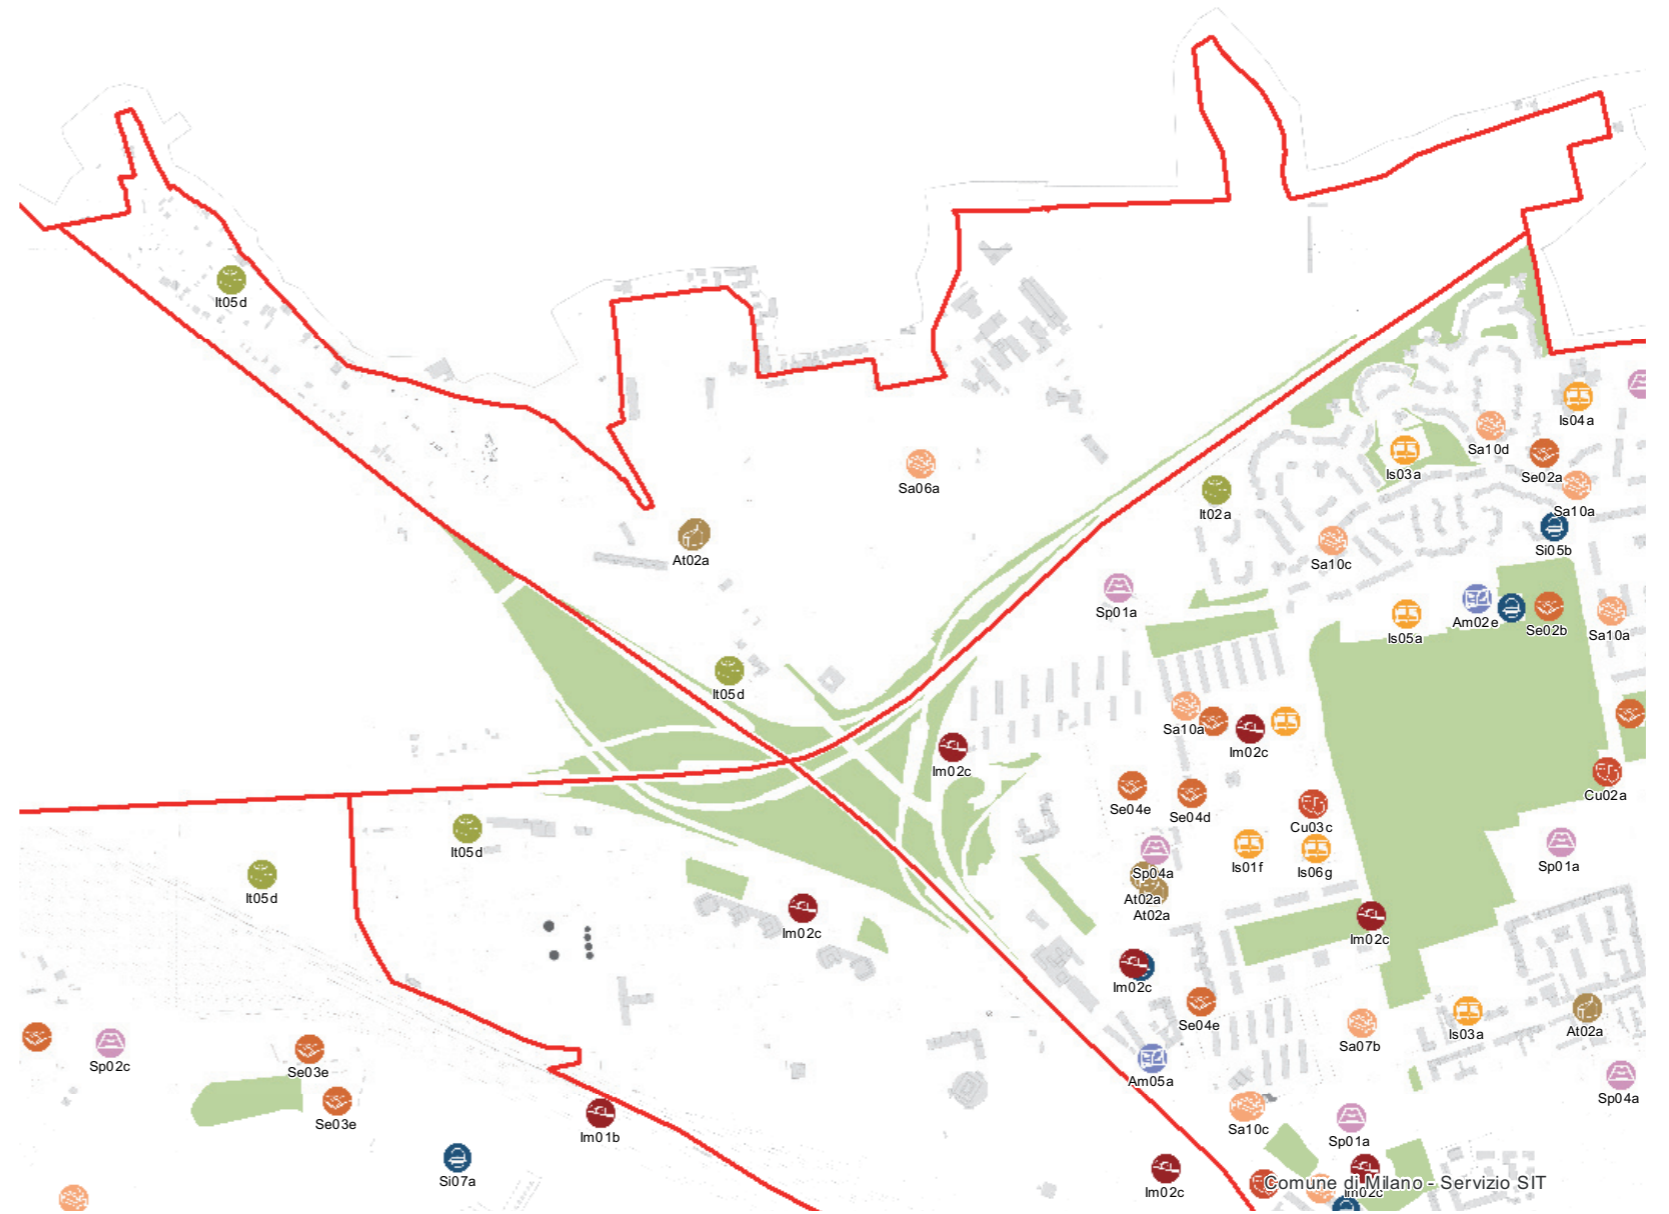 It05d
Is04a
Sa10d
Is03a
Se02a
Sa06a
Sa10a
It02a
Si05b
At02a
Sa10c
Sp01a
Am02e
Se02b
Is05a
Sa10a
It05d
Sa10a
Im02c
Im02c
Cu02a
Se04e
Se04d
Cu03c
It05d
Is01f
Is06g
Sp04a
Sp01a
It05d
At02a
At02a
Im02c
Im02c
Im02c
Se04e
Is03a
At02a
Sa07b
Sp02c
Se03e
Am05a
Sp04a
Se03e
Sa10c
Im01b
Sp01a
Si07a
Im02c
Im02c
Comune di Milano - Servizio SIT